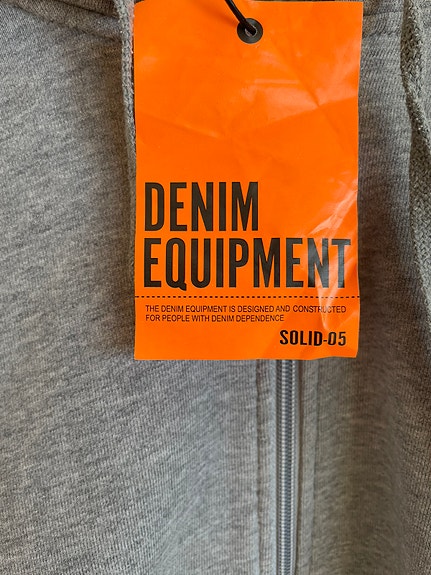 DENIM
EQUIPMENT
THE DENIM EQUIPMENT IS DESIGNED AND CONSTRUCTED
FOR PEOPLE WITH DENIM DEPENDENCE
SOLID-05